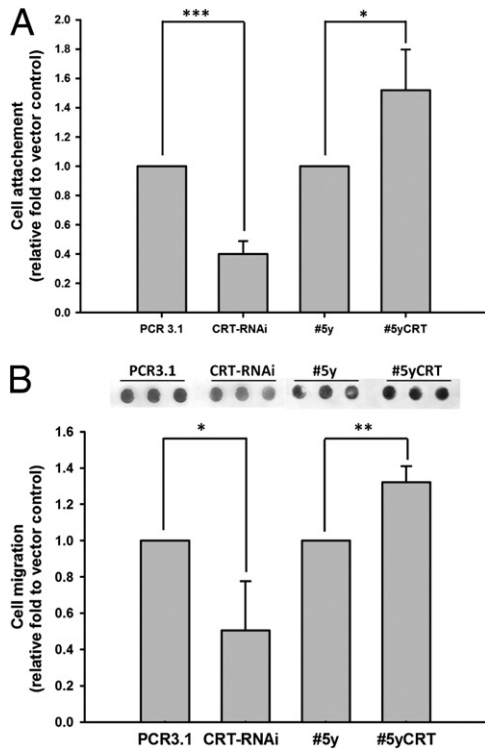 A
*** *
Cell attachement
(relative fold to vector control)
2.0
1.8
1.6
1.4
1.2
1.0
0.8
0.6
0.4
0.2
0.0
PCR 3.1 CRT-RNAi #5y #5yCRT
B
PCR3.1 CRT-RNAi #5y #5yCRT
* **
Cell migration
(relative fold to vector control)
1.6
1.4
1.2
1.0
0.8
0.6
0.4
0.2
0.0
PCR3.1 CRT-RNAi #5y #5yCRT